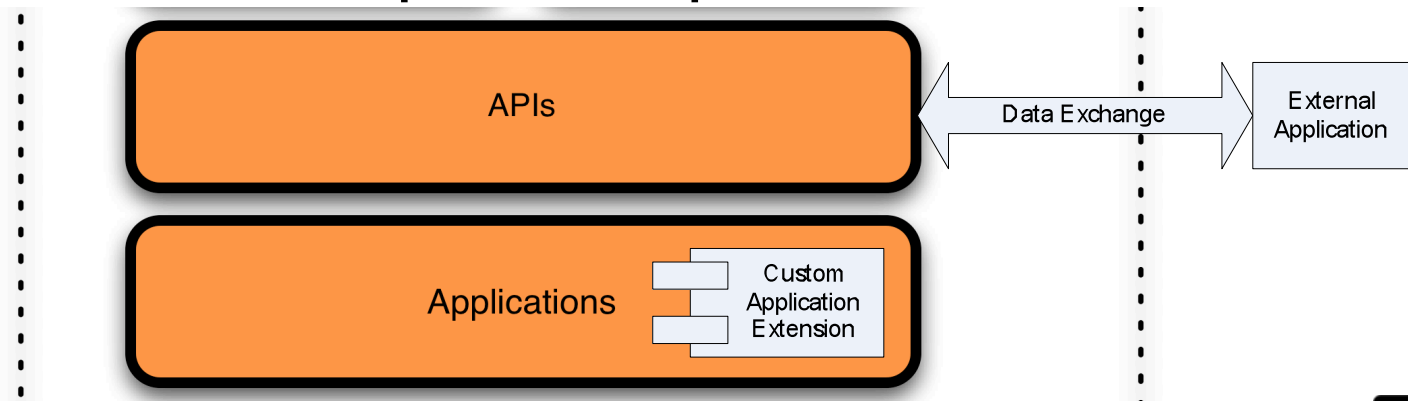 APIs
Data Exchange
External
Application
Applications
Custom
Application
Extension